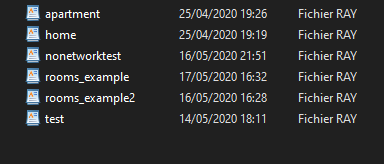 apartment 25/04/2020 19:26 Fichier RAY
home 25/04/2020 19:19 Fichier RAY
nonetworktest 16/05/2020 21:51 Fichier RAY
rooms_example 17/05/2020 16:32 Fichier RAY
rooms_example2 16/05/2020 16:28 Fichier RAY
test 14/05/2020 18:11 Fichier RAY